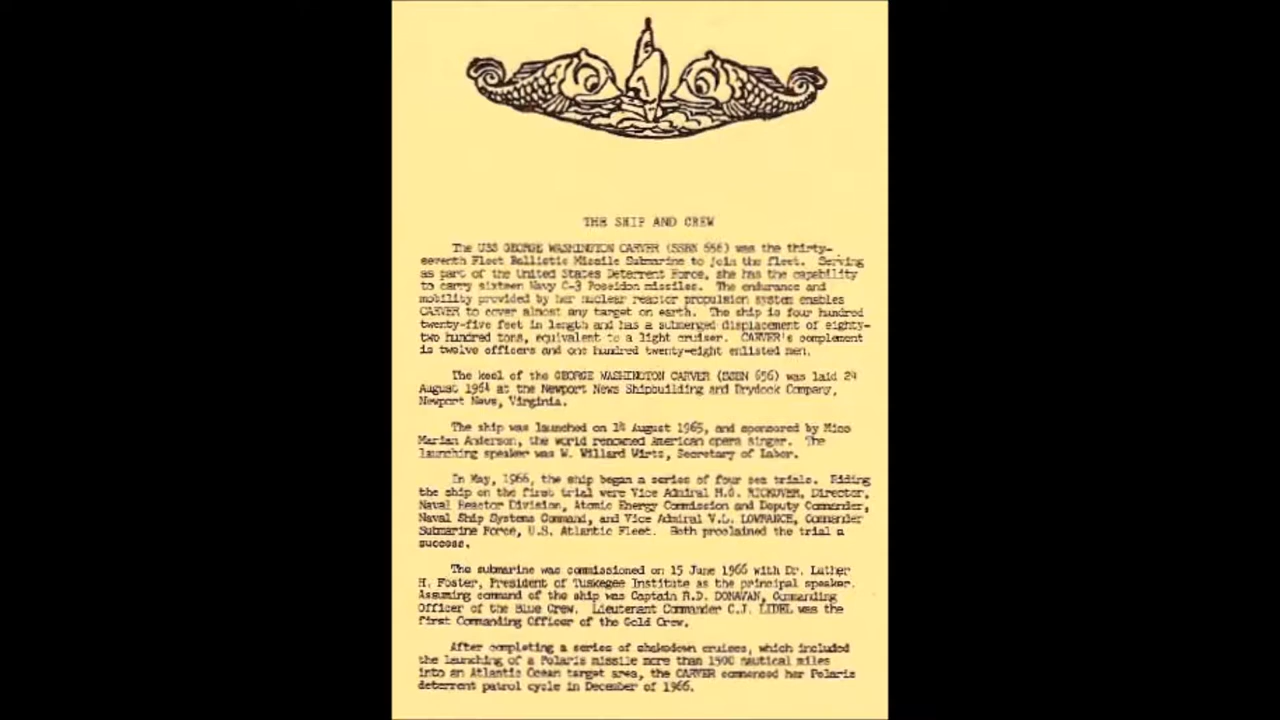 THE SHIP AND CREW
The USS GEORGE WASHINGTON CARVER (SSBN 656) was the thirty-
seventh Fleet Ballistic Missile Submarine to join the fleet. Serving
as part of the United States Deterrent Force, she has the capability
to carry sixteen Navy C-3 Poseidon missiles. The endurance and
mobility provided by her nuclear reactor propulsion system enables
CARVER to cover almost any target on earth. The ship is four hundred
twenty-five feet in length and has a submerged displacement of eighty-
two hundred tons, equivalent to a light cruiser. CARVER's complement
is twelve officers and one hundred twenty-eight enlisted men.
The keel of the GEORGE WASHINGTON CARVER (SSBN 656) was laid 24
August 1964 at the Newport News Shipbuilding and Drydock Company,
Newport News, Virginia.
The ship was launched on 14 August 1965, and sponsored by Miss
Marian Anderson, the world renowned American opera singer. The
launching speaker was W. Willard Wirtz, Secretary of Labor.
In May, 1966, the ship began a series of four sea trials. Riding
the ship on the first trial were Vice Admiral H.G. RICKOVER, Director,
Naval Reactor Division, Atomic Energy Commission and Deputy Commander,
Naval Ship Systems Command, and Vice Admiral V.L. LOWRANCE, Commander
Submarine Force, U.S. Atlantic Fleet. Both proclaimed the trial a
success.
The submarine was commissioned on 15 June 1966 with Dr. Luther
H. Foster, President of Tuskegee Institute as the principal speaker.
Assuming command of the ship was Captain R.D. DONAVAN, Commanding
Officer of the Blue Crew. Lieutenant Commander C.J. LIDEL was the
first Commanding Officer of the Gold Crew.
After completing a series of shakedown cruises, which included
the launching of a Polaris missile more than 1500 nautical miles
into an Atlantic Ocean target area, the CARVER commenced her Polaris
deterrent patrol cycle in December of 1966.